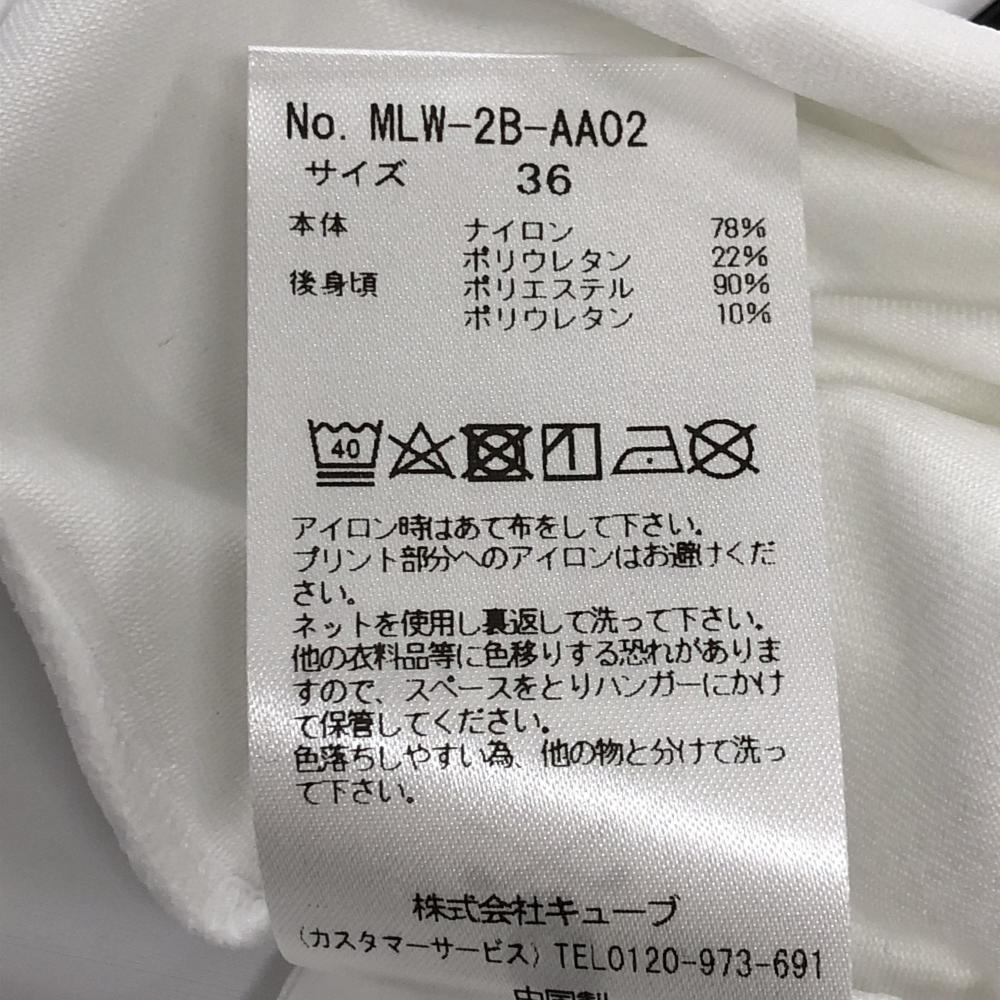 No. MLW-2B-AA02
サイズ 36
本体 ナイロン 78%
ポリウレタン 22%
後身頃 ポリエステル 90%
ポリウレタン 10%
40
アイロン時はあて布をして下さい。
プリント部分へのアイロンはお避けくだ
さい。
ネットを使用し裏返して洗って下さい。
他の衣料品等に色移りする恐れがありま
すので、スペースをとりハンガーにかけ
て保管してください。
色落ちしやすい為、他の物と分けて洗っ
て下さい。
株式会社キューブ
(カスタマーサービス) TEL0120-973-691
中国製